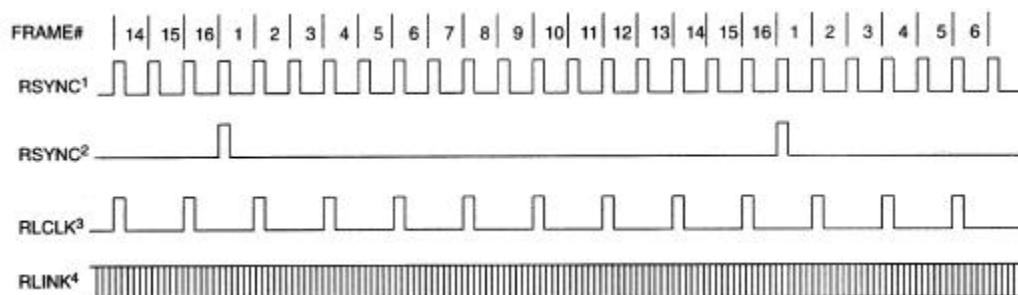 FRAME# 14 15 16 1 2 3 4 5 6 7 8 9 10 11 12 13 14 15 16 1 2 3 4 5 6
RSYNC¹
RSYNC²
RLCLK³
RLINK⁴